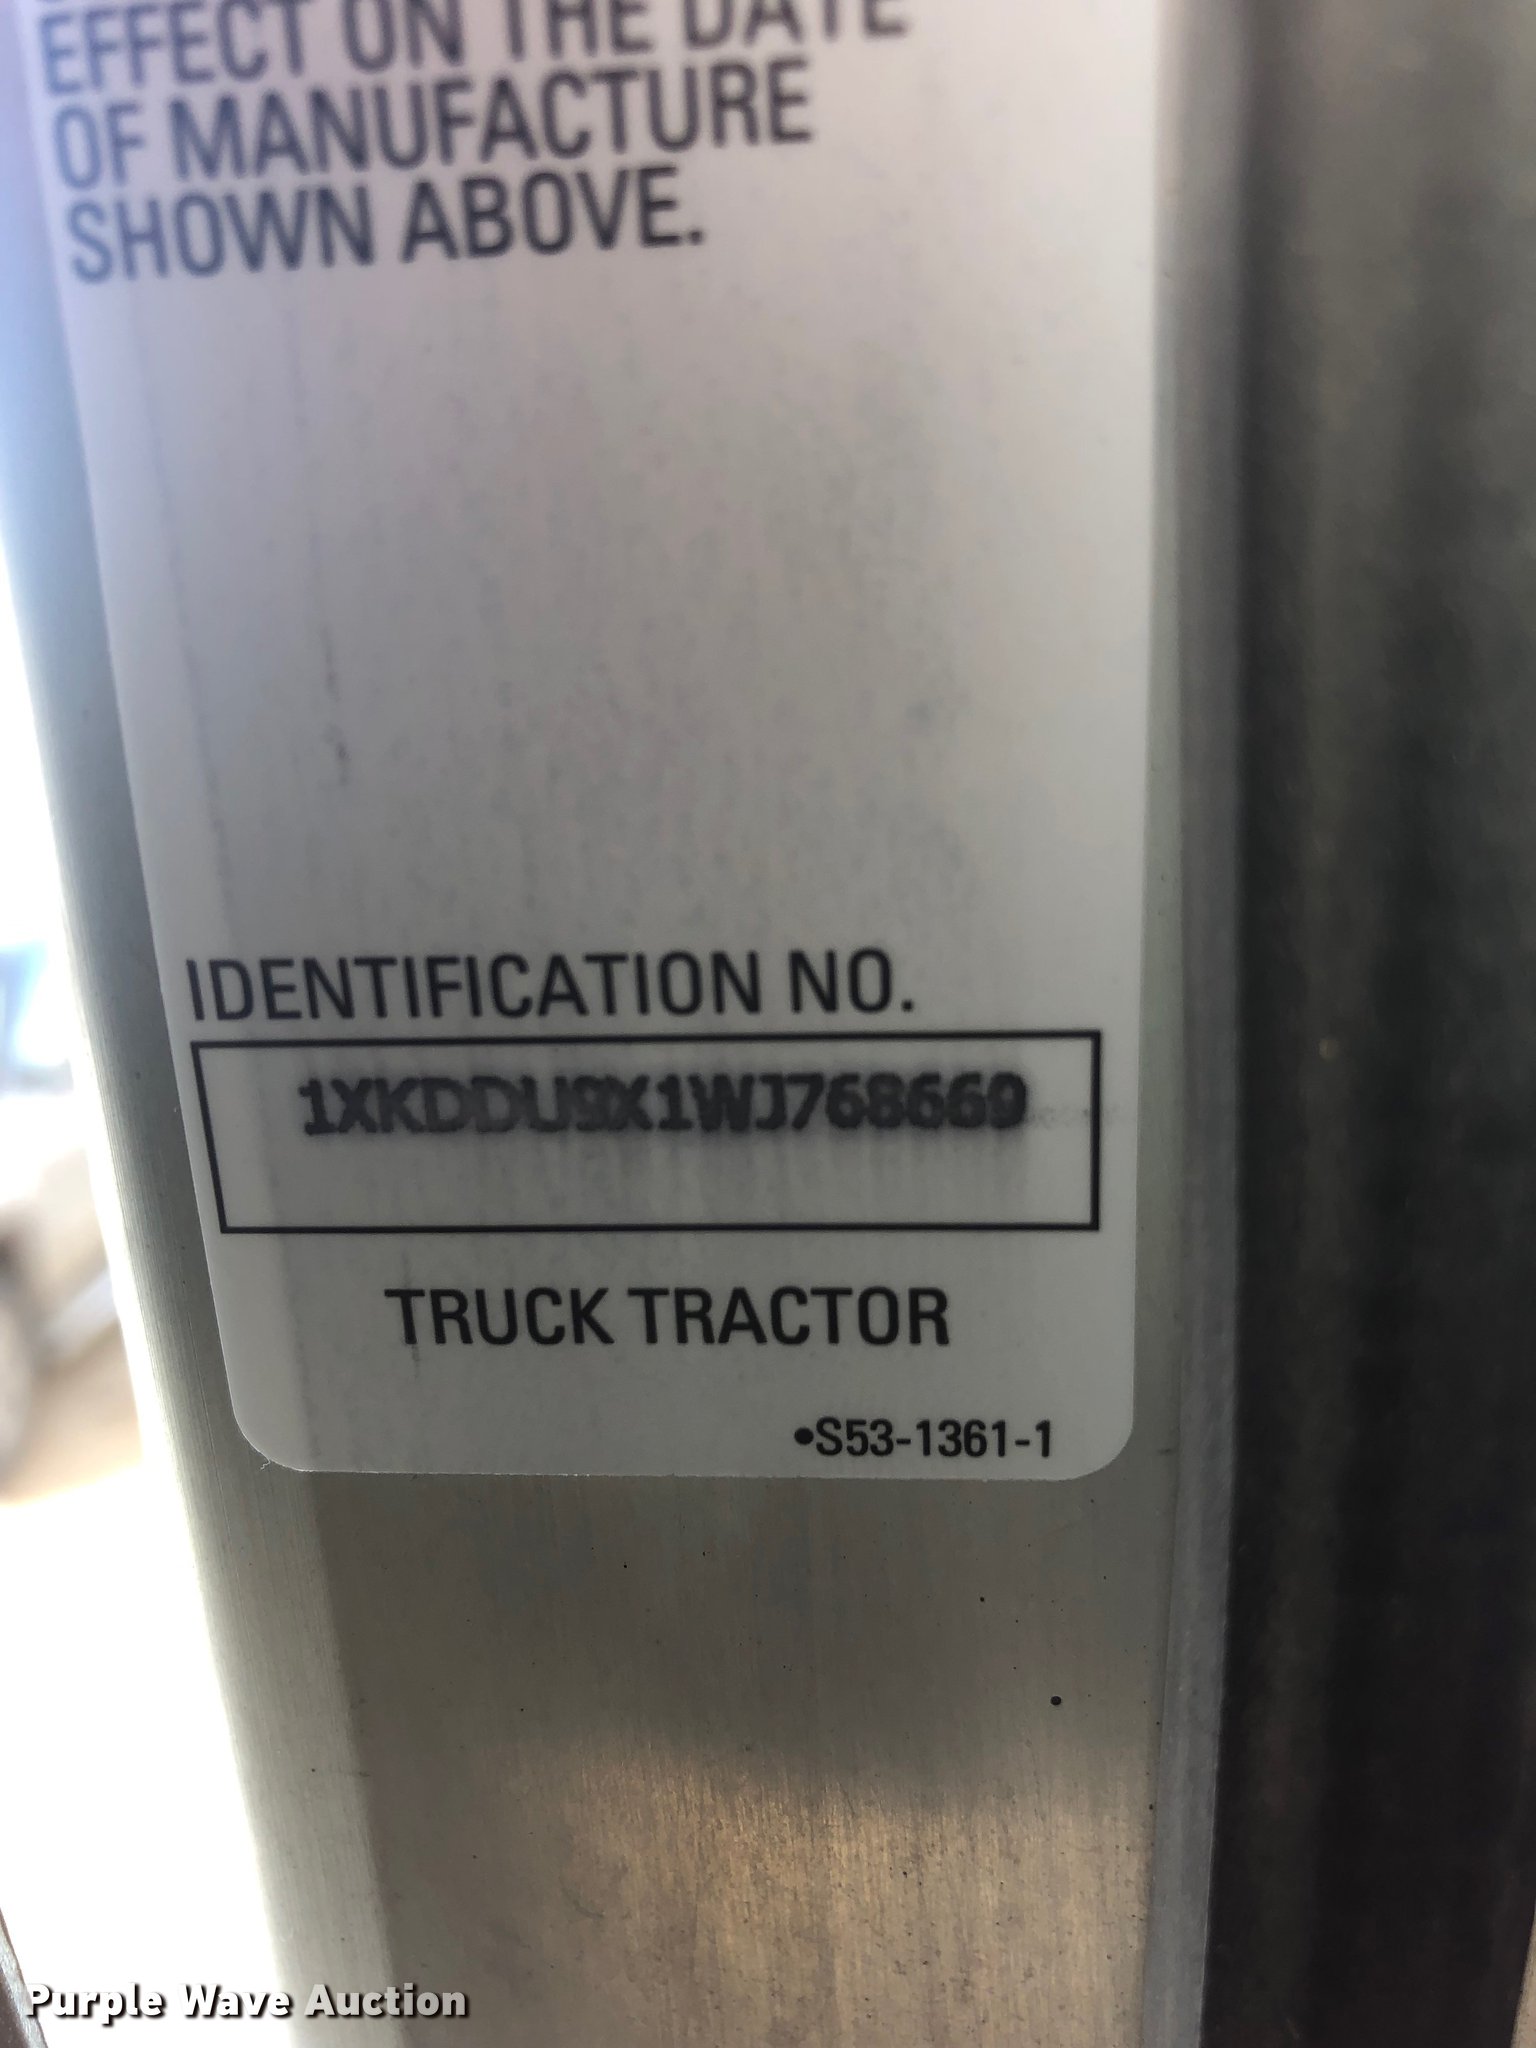 EFFECT ON THE DATE
OF MANUFACTURE
SHOWN ABOVE.
IDENTIFICATION NO.
1XKDDU9X1WJ768669
TRUCK TRACTOR
•S53-1361-1
Purple Wave Auction